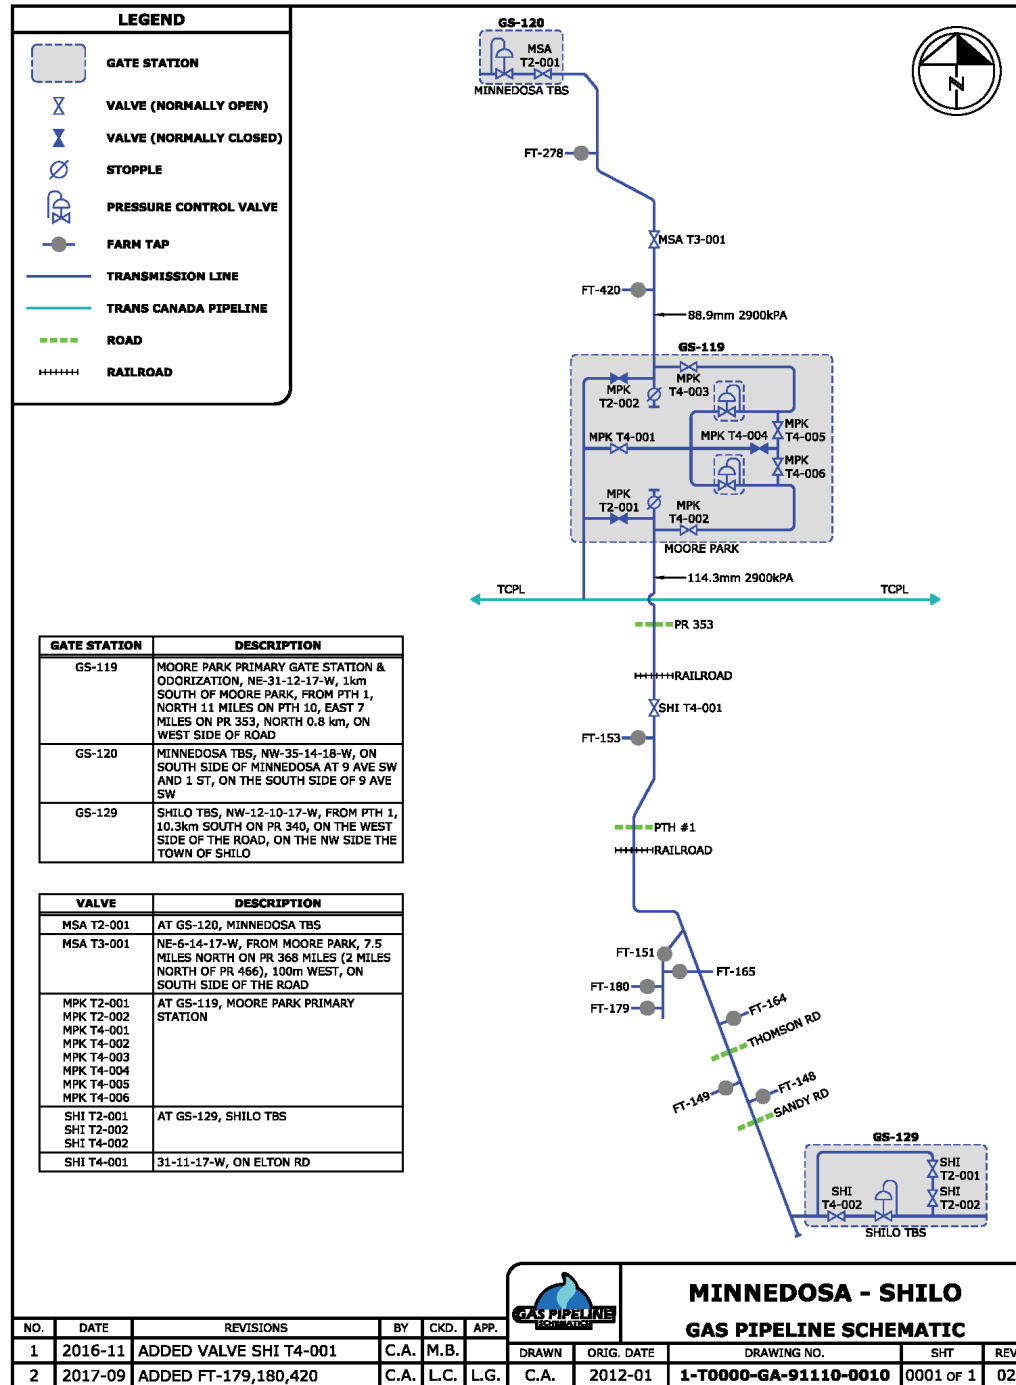 LEGEND
GATE STATION
VALVE (NORMALLY OPEN)
VALVE (NORMALLY CLOSED)
STOPPLE
PRESSURE CONTROL VALVE
FARM TAP
TRANSMISSION LINE
TRANS CANADA PIPELINE
ROAD
RAILROAD
GS-120
MSA
T2-001
MINNEDOSA TBS
N
FT-278
MSA T3-001
FT-420
88.9mm 2900kPA
GS-119
MPK
T2-002
MPK
T4-003
MPK T4-001
MPK T4-004
MPK
T4-005
MPK
T4-006
MPK
T2-001
MPK
T4-002
MOORE PARK
114.3mm 2900kPA
TCPL
TCPL
PR 353
RAILROAD
SHI T4-001
FT-153
PTH #1
RAILROAD
FT-151
FT-165
FT-180
FT-179
FT-164
THOMSON RD
FT-149
FT-148
SANDY RD
GS-129
SHI
T2-001
SHI
T4-002
SHI
T2-002
SHILO TBS
GATE STATION DESCRIPTION
GS-119 MOORE PARK PRIMARY GATE STATION &
ODORIZATION, NE-31-12-17-W, 1km
SOUTH OF MOORE PARK, FROM PTH 1,
NORTH 11 MILES ON PTH 10, EAST 7
MILES ON PR 353, NORTH 0.8 km, ON
WEST SIDE OF ROAD
GS-120 MINNEDOSA TBS, NW-35-14-18-W, ON
SOUTH SIDE OF MINNEDOSA AT 9 AVE SW
AND 1 ST, ON THE SOUTH SIDE OF 9 AVE
SW
GS-129 SHILO TBS, NW-12-10-17-W, FROM PTH 1,
10.3km SOUTH ON PR 340, ON THE WEST
SIDE OF THE ROAD, ON THE NW SIDE THE
TOWN OF SHILO
VALVE DESCRIPTION
MSA T2-001 AT GS-120, MINNEDOSA TBS
MSA T3-001 NE-6-14-17-W, FROM MOORE PARK, 7.5
MILES NORTH ON PR 368 MILES (2 MILES
NORTH OF PR 466), 100m WEST, ON
SOUTH SIDE OF THE ROAD
MPK T2-001 AT GS-119, MOORE PARK PRIMARY
MPK T2-002 STATION
MPK T4-001
MPK T4-002
MPK T4-003
MPK T4-004
MPK T4-005
MPK T4-006
SHI T2-001 AT GS-129, SHILO TBS
SHI T2-002
SHI T4-002
SHI T4-001 31-11-17-W, ON ELTON RD
GAS PIPELINE
SCHEMATICS
MINNEDOSA - SHILO
GAS PIPELINE SCHEMATIC
NO. DATE REVISIONS BY CKD. APP.
1 2016-11 ADDED VALVE SHI T4-001 C.A. M.B.
2 2017-09 ADDED FT-179,180,420 C.A. L.C. L.G.
DRAWN ORIG. DATE DRAWING NO. SHT REV
C.A. 2012-01 1-T0000-GA-91110-0010 0001 OF 1 02